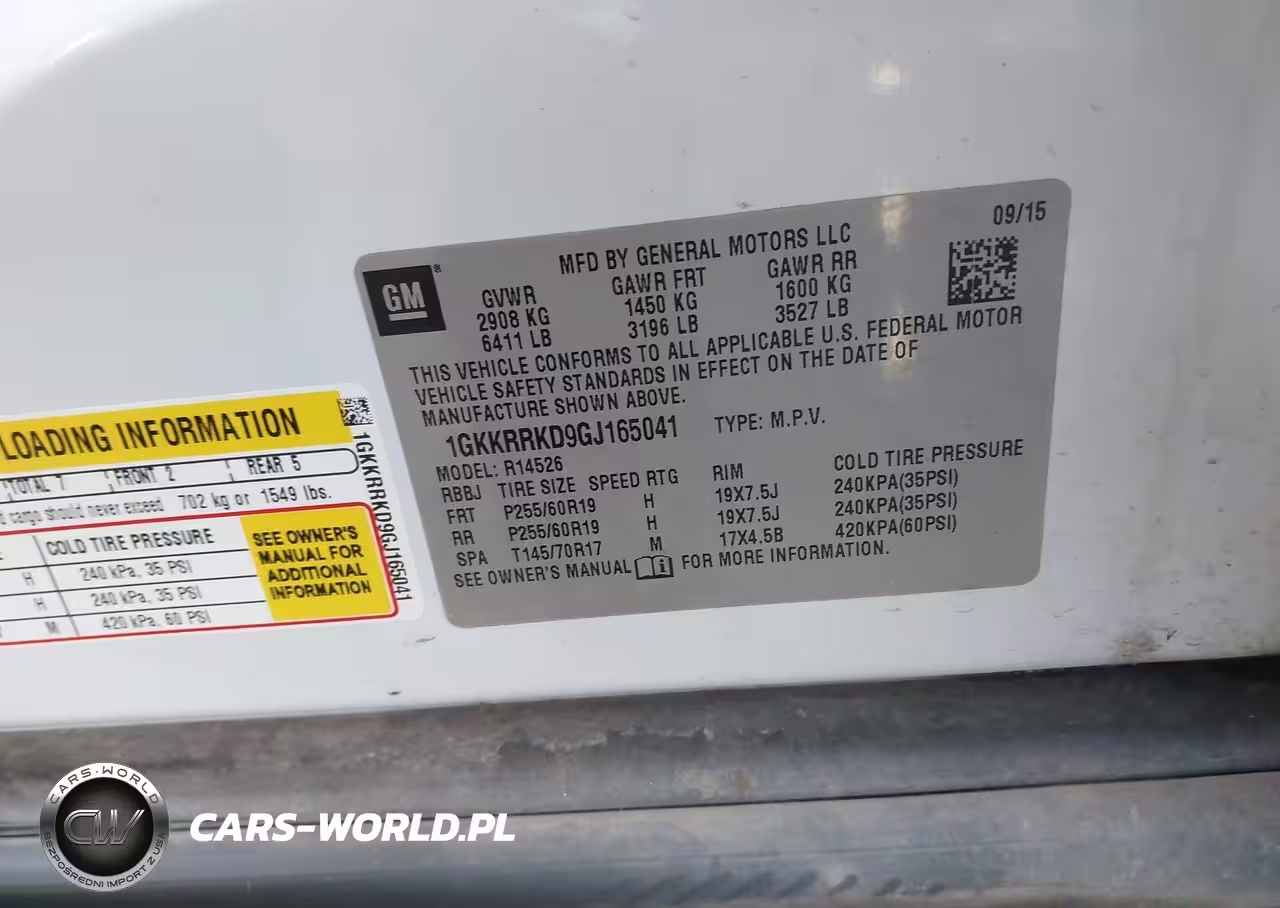 09/15
MFD BY GENERAL MOTORS LLC
GM
GVWR GAWR FRT GAWR RR
2908 KG 1450 KG 1600 KG
6411 LB 3196 LB 3527 LB
THIS VEHICLE CONFORMS TO ALL APPLICABLE U.S. FEDERAL MOTOR
VEHICLE SAFETY STANDARDS IN EFFECT ON THE DATE OF
MANUFACTURE SHOWN ABOVE.
1GKKRRKD9GJ165041 TYPE: M.P.V.
MODEL: R14526
RBBJ TIRE SIZE SPEED RTG RIM COLD TIRE PRESSURE
FRT P255/60R19 H 19X7.5J 240KPA(35PSI)
RR P255/60R19 H 19X7.5J 240KPA(35PSI)
SPA T145/70R17 M 17X4.5B 420KPA(60PSI)
SEE OWNER'S MANUAL FOR MORE INFORMATION.
LOADING INFORMATION
TOTAL 7 FRONT 2 REAR 5
cargo should never exceed 702 kg or 1549 lbs.
COLD TIRE PRESSURE
H 240 kPa, 35 PSI
H 240 kPa, 35 PSI
M 420 kPa, 60 PSI
SEE OWNER'S
MANUAL FOR
ADDITIONAL
INFORMATION
1GKKRRKD9GJ165041
CARS-WORLD
CW
BEZPOŚREDNI IMPORT Z USA
CARS-WORLD.PL